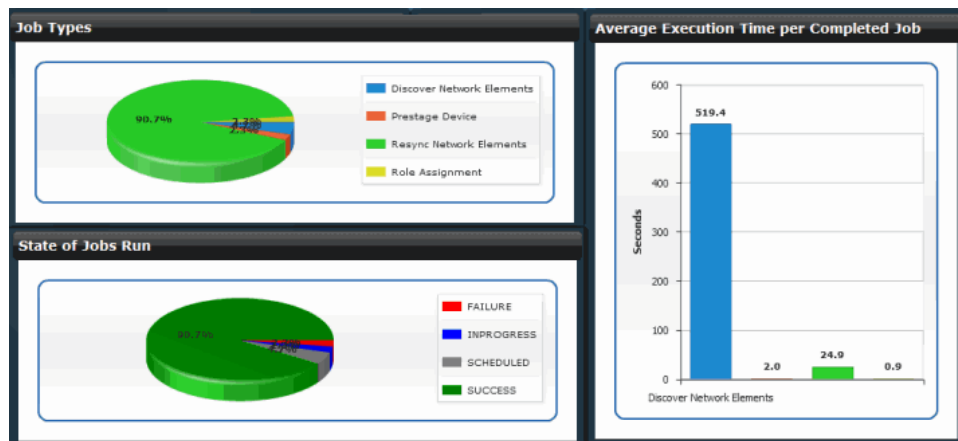 Job Types
90.7%
2.3%
Discover Network Elements
Prestage Device
Resync Network Elements
Role Assignment
State of Jobs Run
90.7%
FAILURE
INPROGRESS
SCHEDULED
SUCCESS
Average Execution Time per Completed Job
Seconds
600
500
400
300
200
100
0
519.4
2.0
24.9
0.9
Discover Network Elements